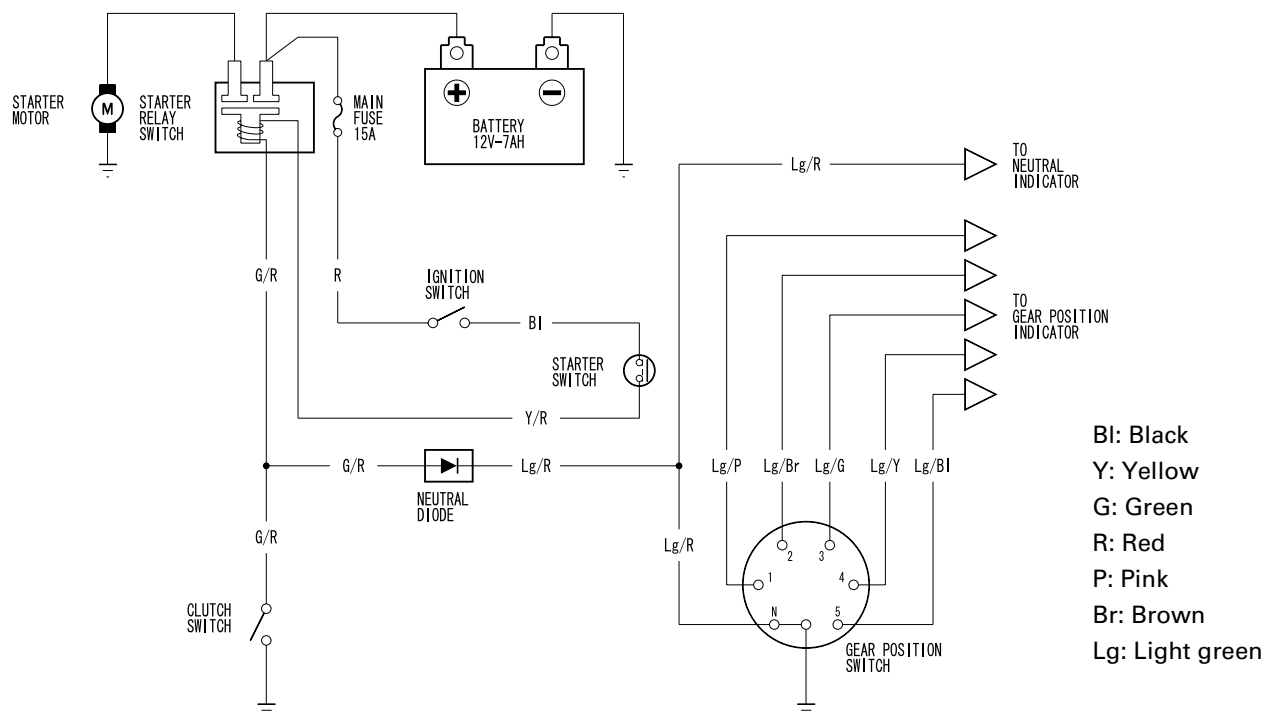 STARTER
MOTOR
M
STARTER
RELAY
SWITCH
MAIN
FUSE
15A
BATTERY
12V-7AH
Lg/R
TO
NEUTRAL
INDICATOR
G/R
R
IGNITION
SWITCH
Bl
STARTER
SWITCH
Y/R
TO
GEAR POSITION
INDICATOR
G/R
NEUTRAL
DIODE
Lg/R
Lg/P
Lg/Br
Lg/G
Lg/Y
Lg/Bl
G/R
Lg/R
CLUTCH
SWITCH
1
2
3
4
N
5
GEAR POSITION
SWITCH
Bl: Black
Y: Yellow
G: Green
R: Red
P: Pink
Br: Brown
Lg: Light green